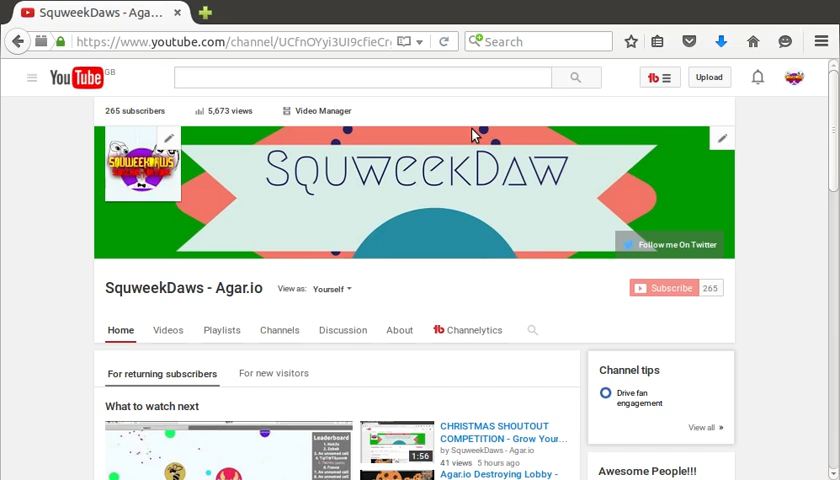 SquweekDaws - Aga...
https://www.youtube.com/channel/UCfnOYyi3UI9cfieCr
Search
YouTube GB
Upload
265 subscribers
5,673 views
Video Manager
SQUWEEKDAWS
SquweekDaw
Follow me On Twitter
SquweekDaws - Agar.io
View as: Yourself
Subscribe 265
Home
Videos
Playlists
Channels
Discussion
About
Channelytics
For returning subscribers
For new visitors
Channel tips
Drive fan
engagement
View all »
What to watch next
Leaderboard
CHRISTMAS SHOUTOUT
COMPETITION - Grow Your...
by SquweekDaws - Agar.io
41 views 5 hours ago
1:56
Agar.io Destroying Lobby -
Awesome People!!!